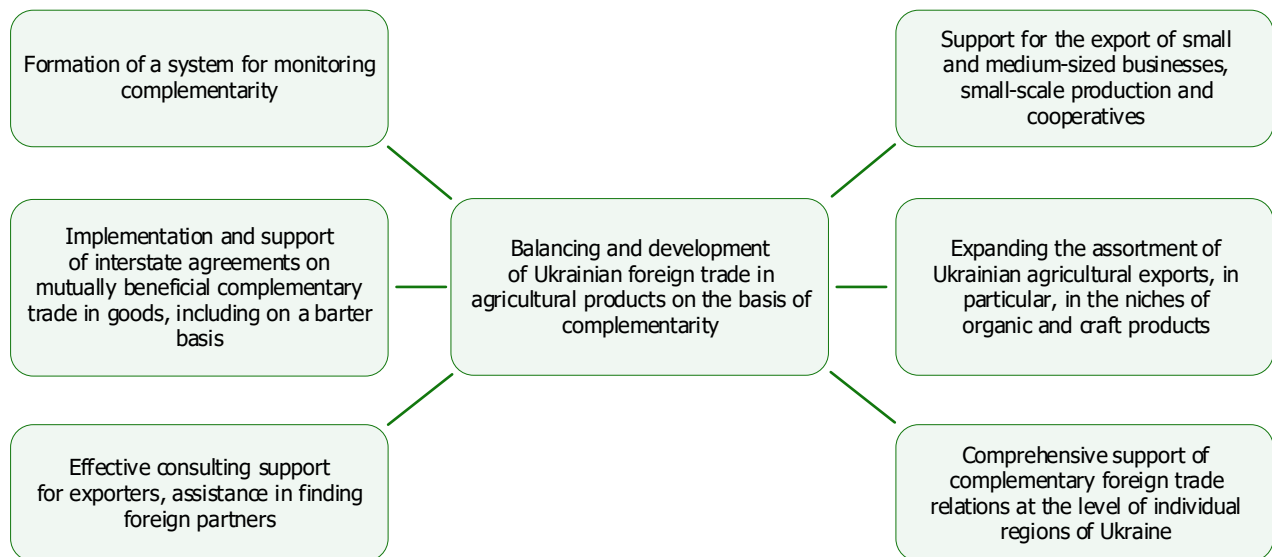 Formation of a system for monitoring
complementarity
Support for the export of small
and medium-sized businesses,
small-scale production and
cooperatives
Implementation and support
of interstate agreements on
mutually beneficial complementary
trade in goods, including on a barter
basis
Balancing and development
of Ukrainian foreign trade in
agricultural products on the basis of
complementarity
Expanding the assortment of
Ukrainian agricultural exports, in
particular, in the niches of
organic and craft products
Effective consulting support
for exporters, assistance in finding
foreign partners
Comprehensive support of
complementary foreign trade
relations at the level of individual
regions of Ukraine